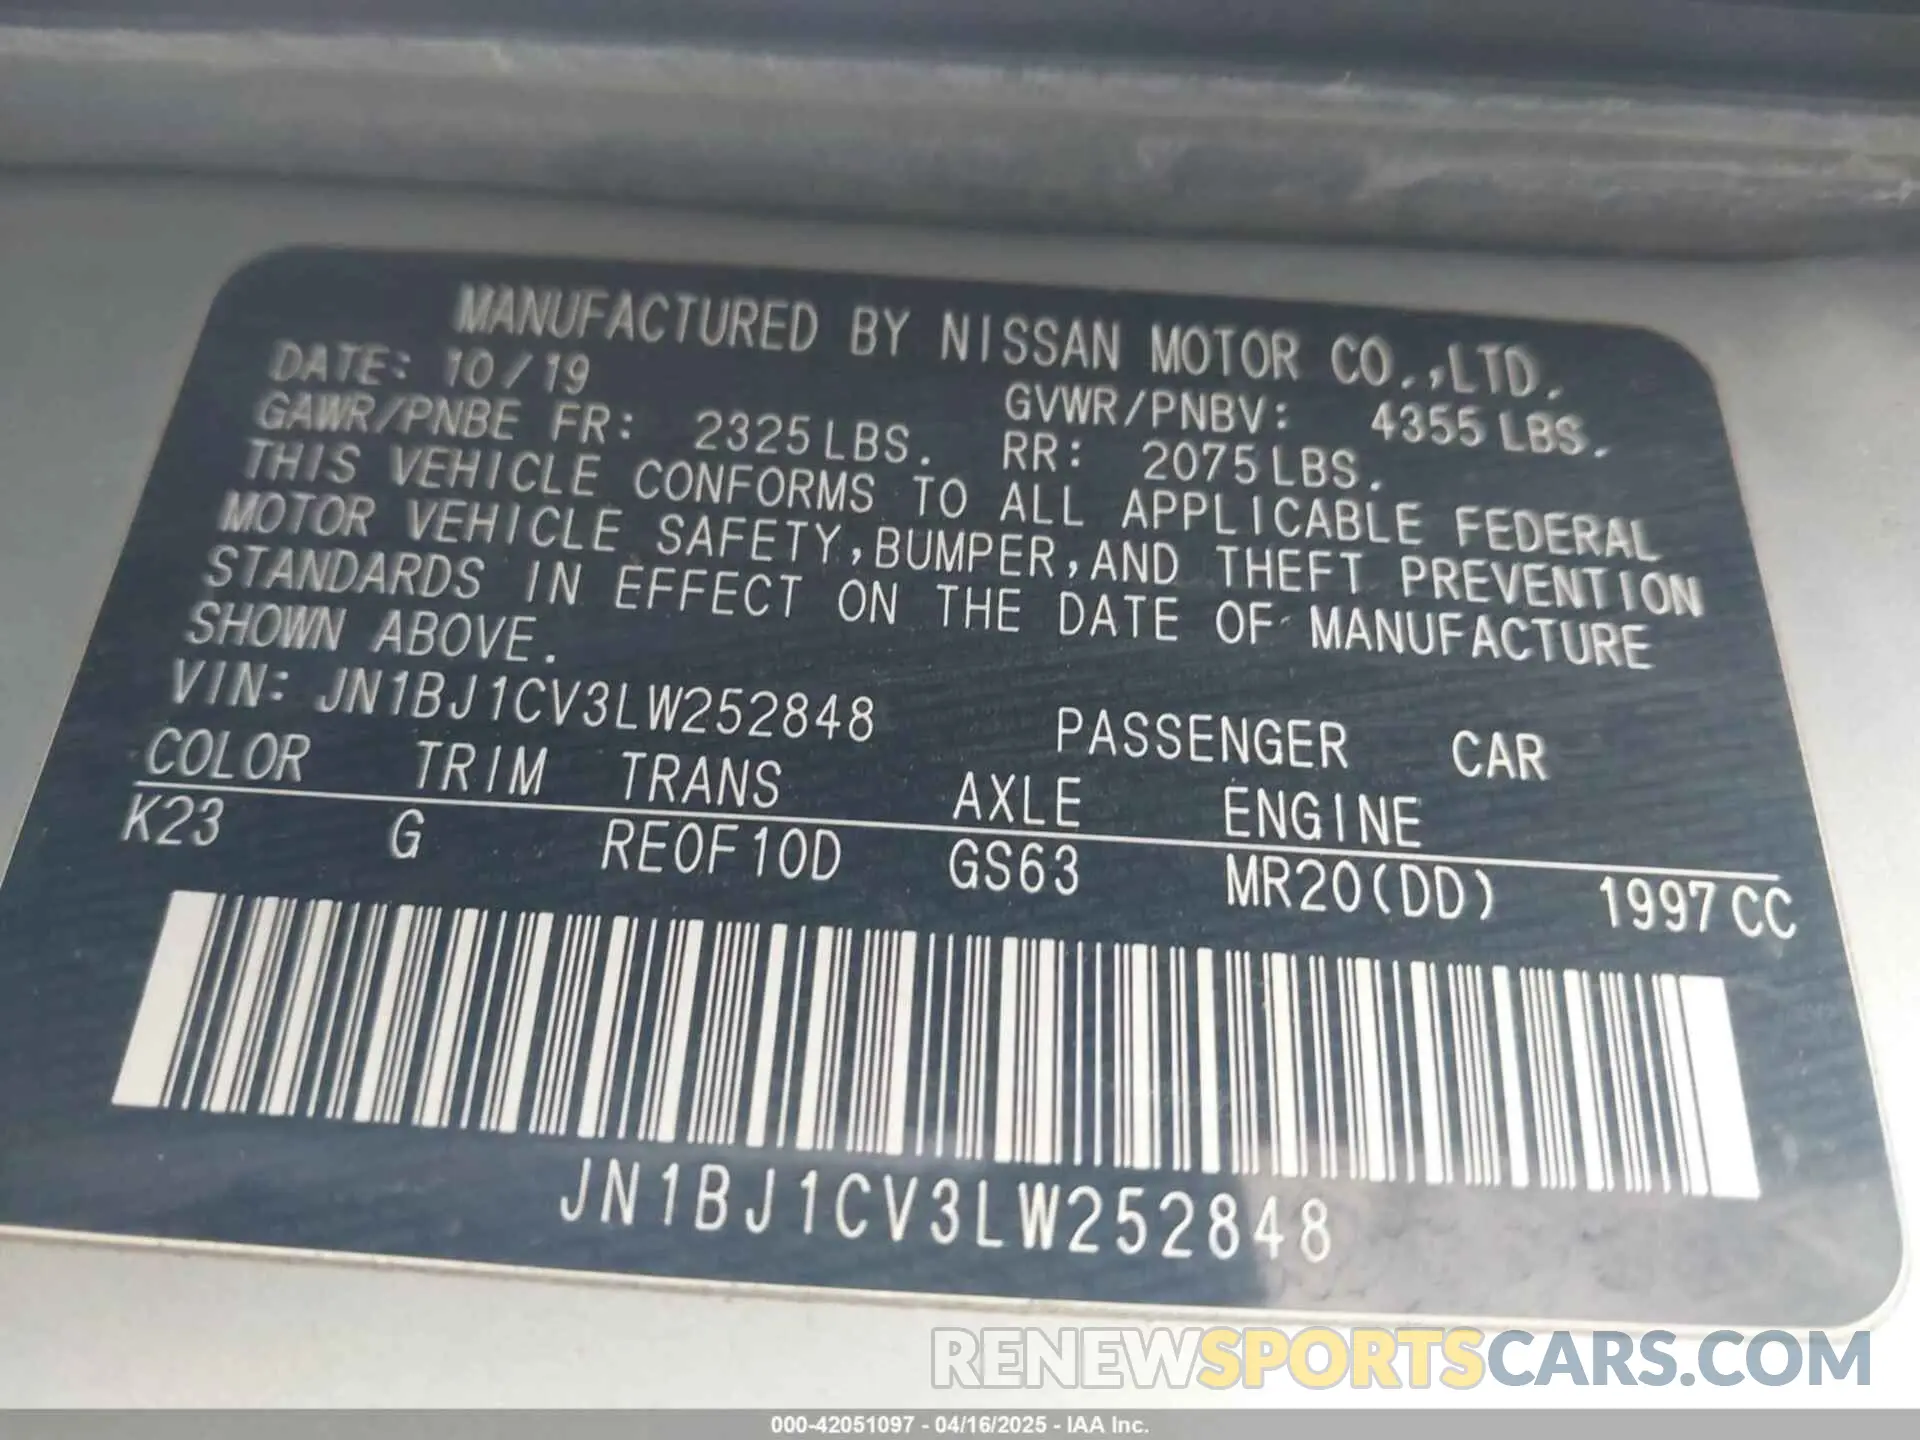 MANUFACTURED BY NISSAN MOTOR CO.,LTD.
DATE: 10/19 GVWR/PNBV: 4355 LBS.
GAWR/PNBE FR: 2325 LBS. RR: 2075 LBS.
THIS VEHICLE CONFORMS TO ALL APPLICABLE FEDERAL
MOTOR VEHICLE SAFETY,BUMPER,AND THEFT PREVENTION
STANDARDS IN EFFECT ON THE DATE OF MANUFACTURE
SHOWN ABOVE.
VIN: JN1BJ1CV3LW252848 PASSENGER CAR
COLOR TRIM TRANS AXLE ENGINE
K23 G RE0F10D GS63 MR20(DD) 1997 CC
JN1BJ1CV3LW252848
RENEWSPORTSCARS.COM
000-42051097 - 04/16/2025 - IAA Inc.